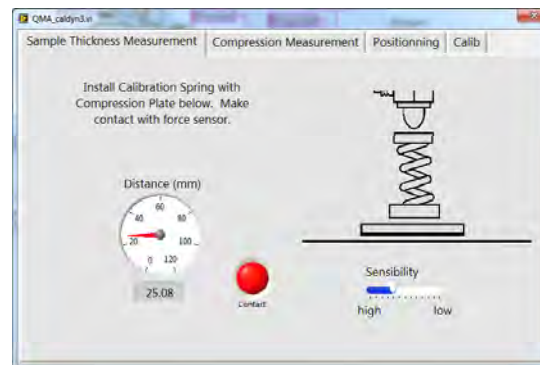 QMA_caldyn3.vi
Sample Thickness Measurement Compression Measurement Positionning Calib
Install Calibration Spring with
Compression Plate below. Make
contact with force sensor.
Distance (mm)
60
40 80
20 100
0 120
25.08
Contact
Sensibility
high low